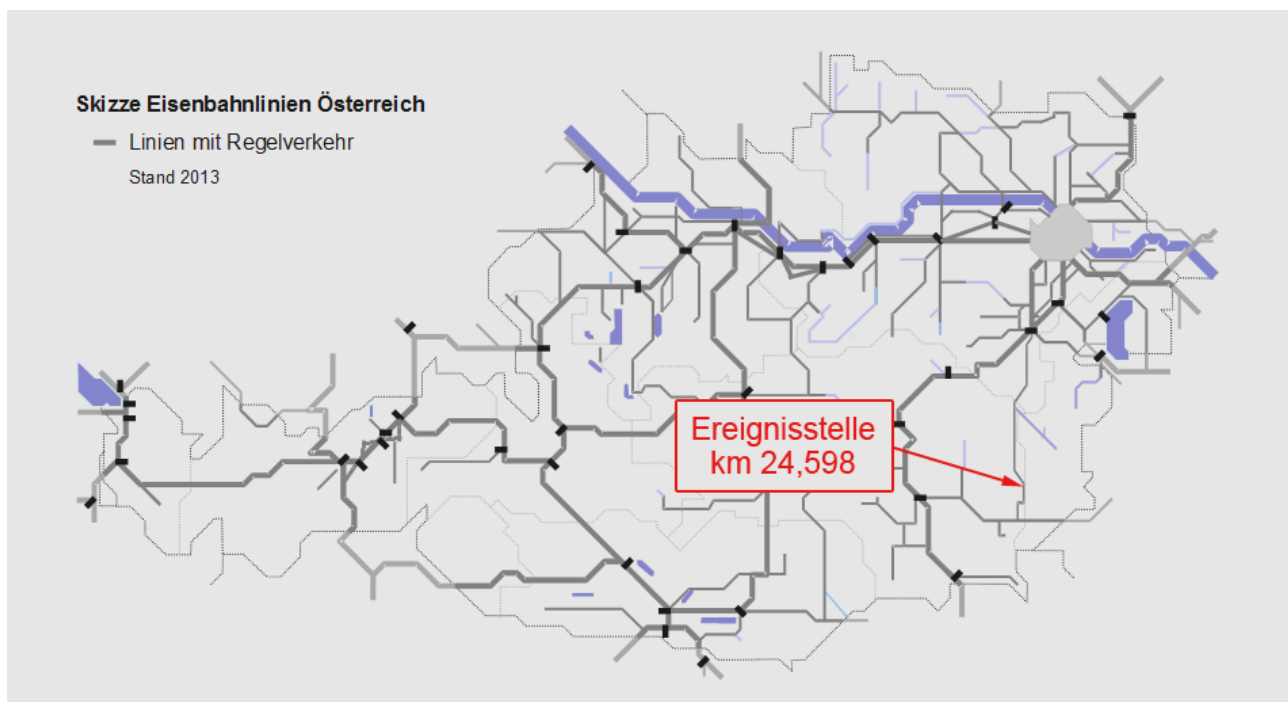 Skizze Eisenbahnlinien Österreich
Linien mit Regelverkehr
Stand 2013
Ereignisstelle
km 24,598